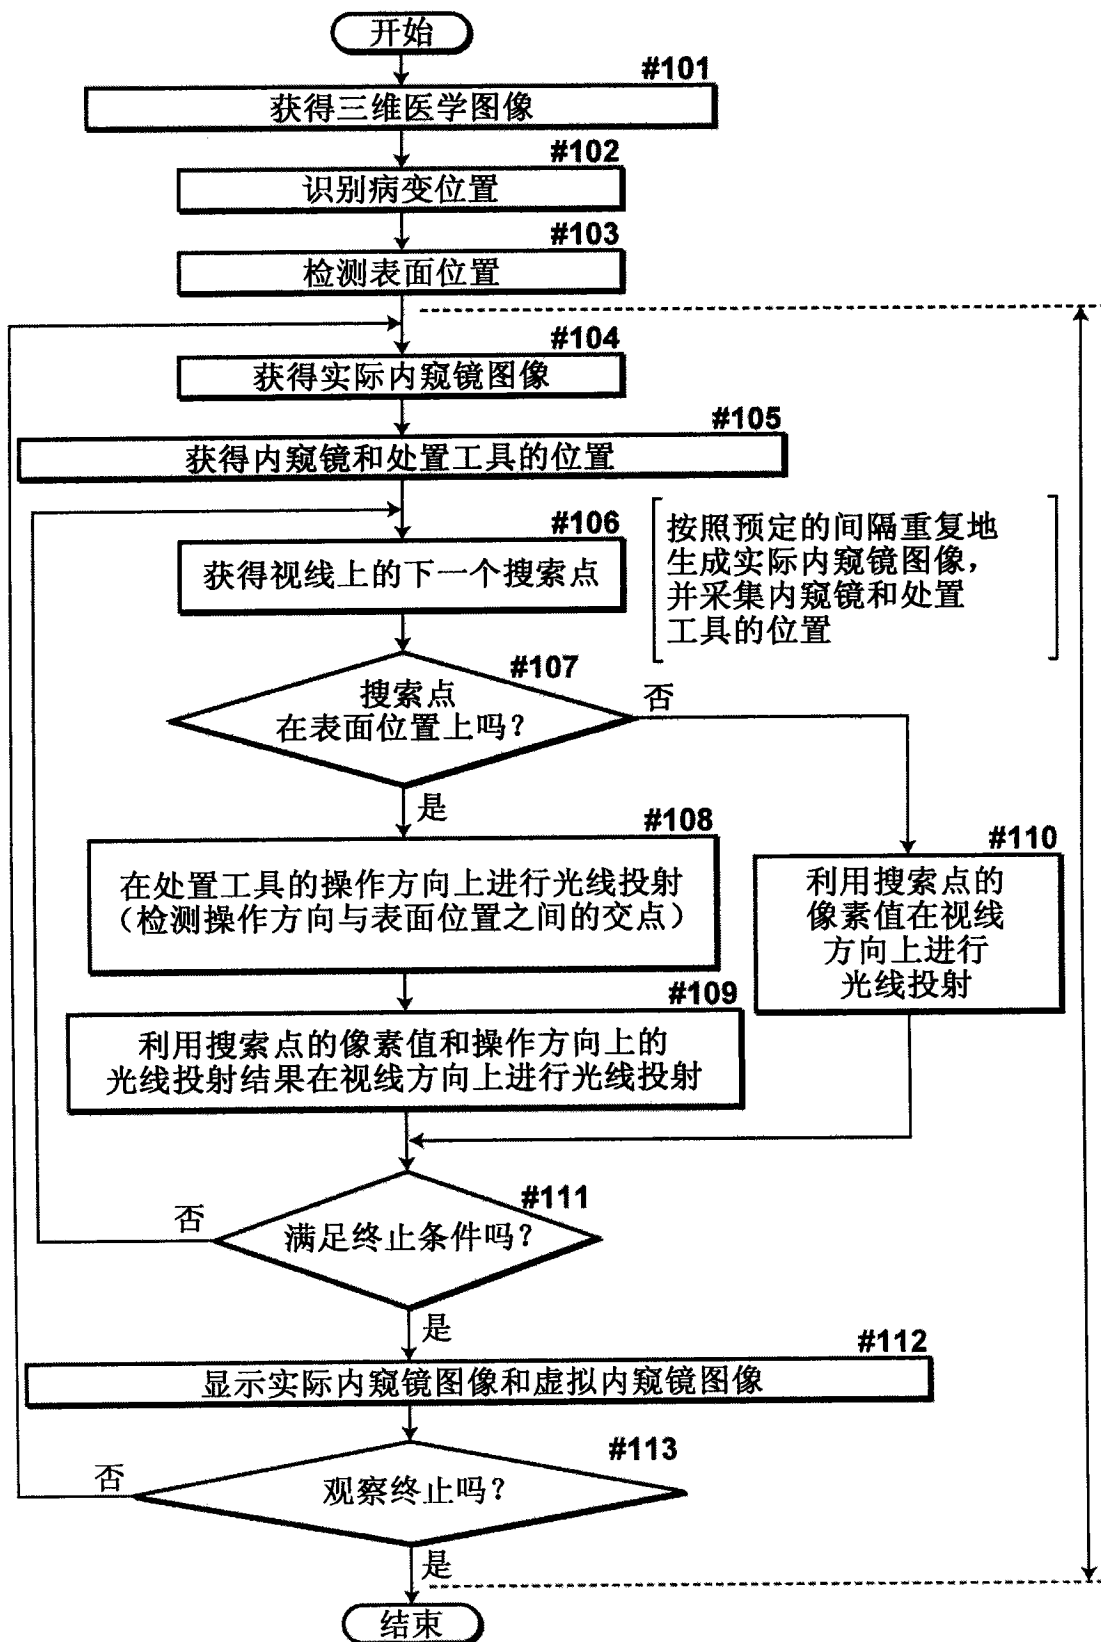 开始
#101
获得三维医学图像
#102
识别病变位置
#103
检测表面位置
#104
获得实际内窥镜图像
#105
获得内窥镜和处置工具的位置
#106
获得视线上的下一个搜索点
按照预定的间隔重复地
生成实际内窥镜图像，
并采集内窥镜和处置
工具的位置
#107
搜索点
在表面位置上吗？
否
是
#108
在处置工具的操作方向上进行光线投射
（检测操作方向与表面位置之间的交点）
#110
利用搜索点的
像素值在视线
方向上进行
光线投射
#109
利用搜索点的像素值和操作方向上的
光线投射结果在视线方向上进行光线投射
#111
满足终止条件吗？
否
是
#112
显示实际内窥镜图像和虚拟内窥镜图像
#113
观察终止吗？
否
是
结束